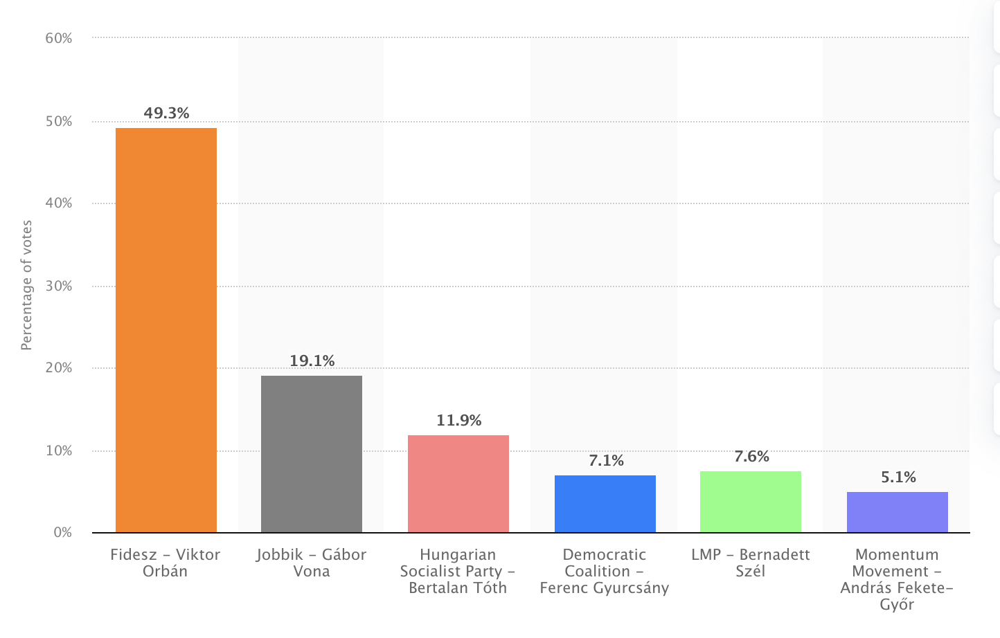 60%
50%
40%
30%
20%
10%
0%
Percentage of votes
49.3%
19.1%
11.9%
7.1%
7.6%
5.1%
Fidesz – Viktor
Orbán
Jobbik – Gábor
Vona
Hungarian
Socialist Party –
Bertalan Tóth
Democratic
Coalition –
Ferenc Gyurcsány
LMP – Bernadett
Szél
Momentum
Movement –
András Fekete-
Győr